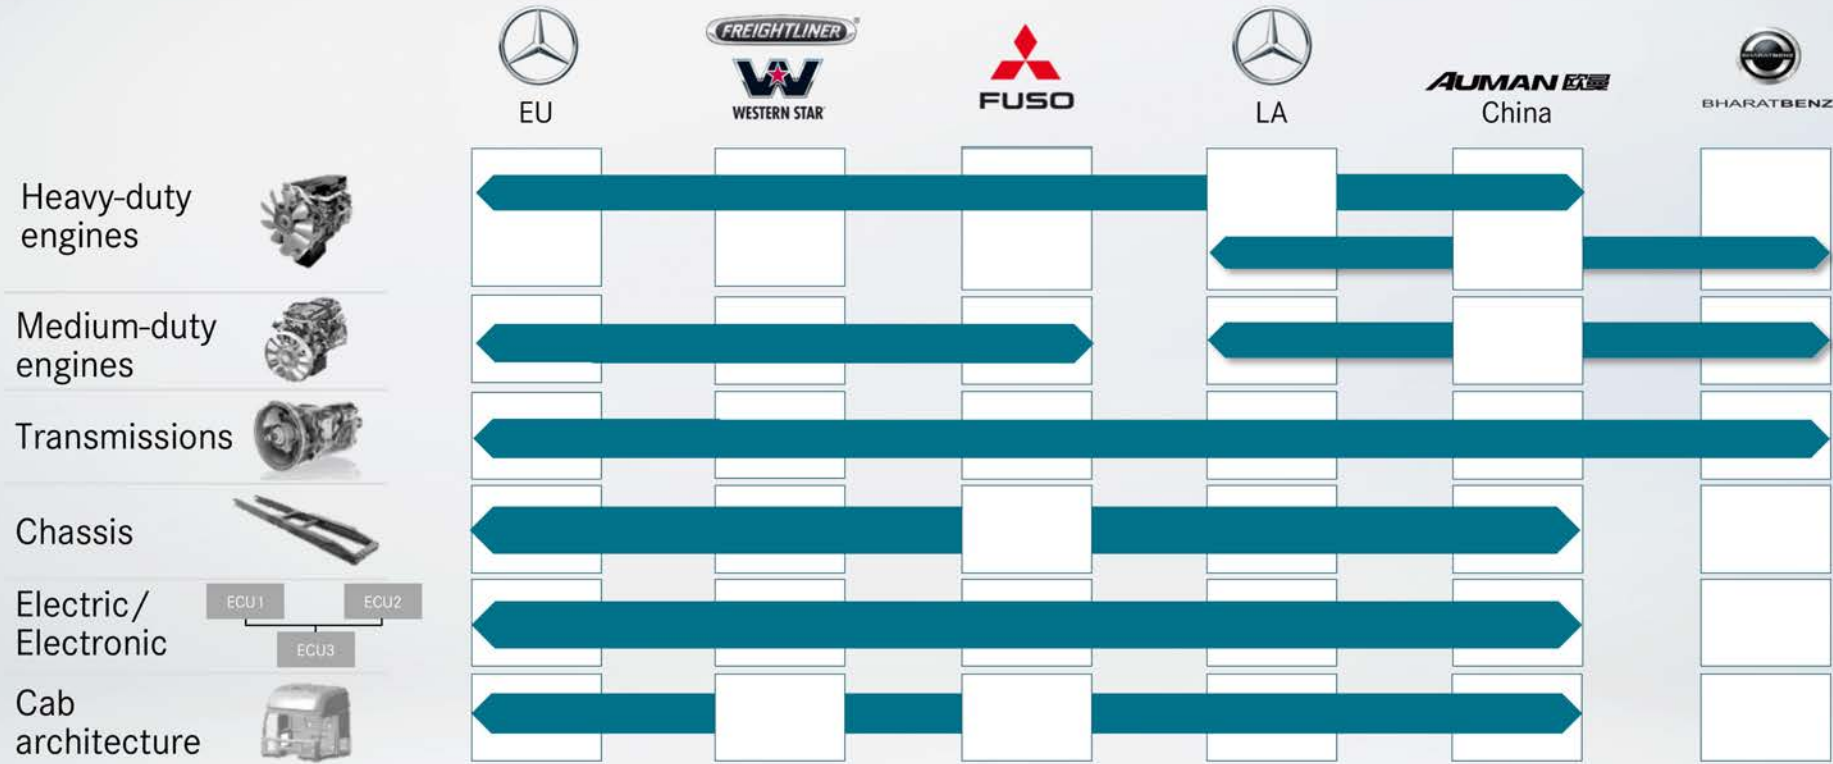 FREIGHTLINER
WESTERN STAR
FUSO
EU
LA
AUMAN 欧曼
China
BHARATBENZ
BHARATBENZ
Heavy-duty
engines
Medium-duty
engines
Transmissions
Chassis
Electric/
Electronic
ECU1
ECU2
ECU3
Cab
architecture